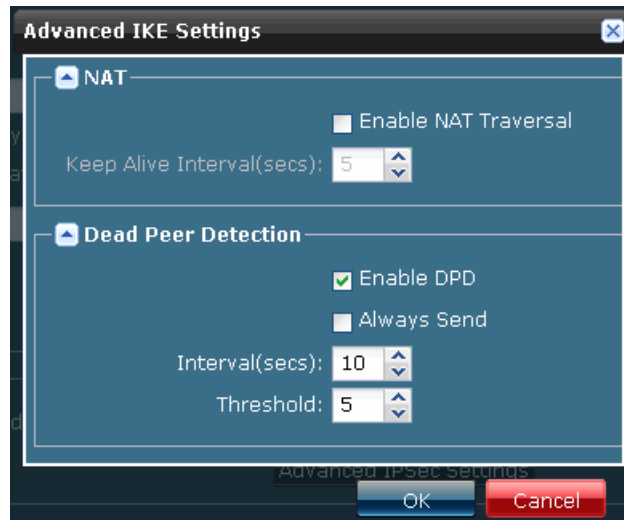 Advanced IKE Settings
NAT
Enable NAT Traversal
Keep Alive Interval(secs): 5
Dead Peer Detection
Enable DPD
Always Send
Interval(secs): 10
Threshold: 5
Advanced IPSec Settings
OK Cancel